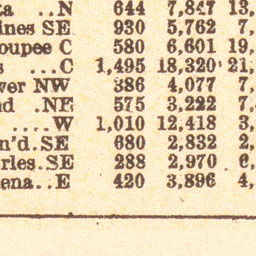 ta ..N 644 7,847 13,
ines SE 930 5,762 7,
oupee C 580 6,601 19,
s ...C 1,495 18,320 21,
ver NW 386 4,077 7,
nd .NE 575 3,222 7,
....W 1,010 12,418 3,
n'd.SE 680 2,832 2,
rles.SE 288 2,970 6,
ena..E 420 3,896 4,